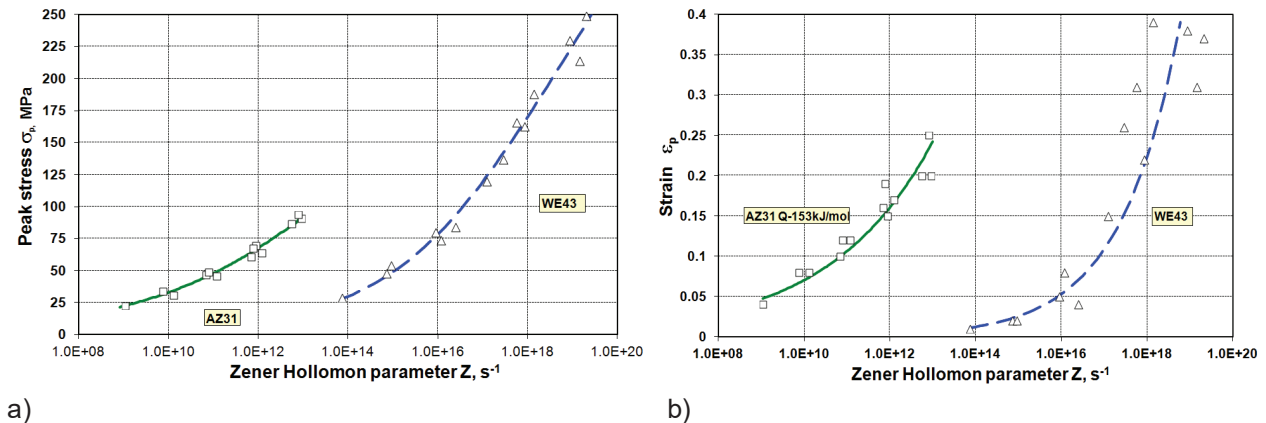 250
225
200
175
150
125
100
75
50
25
0
Peak stress σp, MPa
AZ31
WE43
1.0E+08 1.0E+10 1.0E+12 1.0E+14 1.0E+16 1.0E+18 1.0E+20
Zener Hollomon parameter Z, s-1
a)
0.4
0.35
0.3
0.25
0.2
0.15
0.1
0.05
0
Strain εp
AZ31 Q-153kJ/mol
WE43
1.0E+08 1.0E+10 1.0E+12 1.0E+14 1.0E+16 1.0E+18 1.0E+20
Zener Hollomon parameter Z, s-1
b)